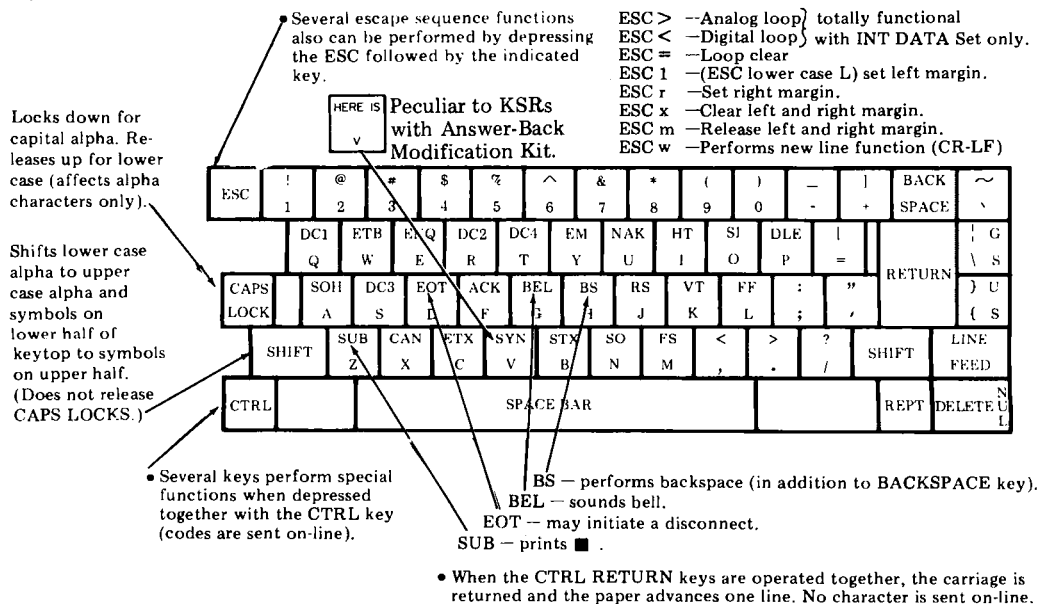 • Several escape sequence functions
also can be performed by depressing
the ESC followed by the indicated
key.
ESC > --Analog loop} totally functional
ESC < —Digital loop} with INT DATA Set only.
ESC = —Loop clear
ESC 1 —(ESC lower case L) set left margin.
ESC r —Set right margin.
ESC x —Clear left and right margin.
ESC m —Release left and right margin.
ESC w —Performs new line function (CR-LF)
HERE IS
V
Peculiar to KSRs
with Answer-Back
Modification Kit.
Locks down for
capital alpha. Re-
leases up for lower
case (affects alpha
characters only).
Shifts lower case
alpha to upper
case alpha and
symbols on
lower half of
keytop to symbols
on upper half.
(Does not release
CAPS LOCKS.)
ESC ! @ # $ % ^ & * ( ) _ ] BACK ~
1 2 3 4 5 6 7 8 9 0 - + SPACE `
DC1 ETB ENQ DC2 DC4 EM NAK HT SI DLE | ¦ G
Q W E R T Y U I O P = RETURN \ S
CAPS SOH DC3 EOT ACK BEL BS RS VT FF : " } U
LOCK A S D F G H J K L ; ' { S
SHIFT SUB CAN ETX SYN STX SO FS < > ? SHIFT LINE
Z X C V B N M , . / FEED
CTRL SPACE BAR REPT DELETE NUL
• Several keys perform special
functions when depressed
together with the CTRL key
(codes are sent on-line).
BS — performs backspace (in addition to BACKSPACE key).
BEL — sounds bell.
EOT — may initiate a disconnect.
SUB — prints ■ .
• When the CTRL RETURN keys are operated together, the carriage is
returned and the paper advances one line. No character is sent on-line.